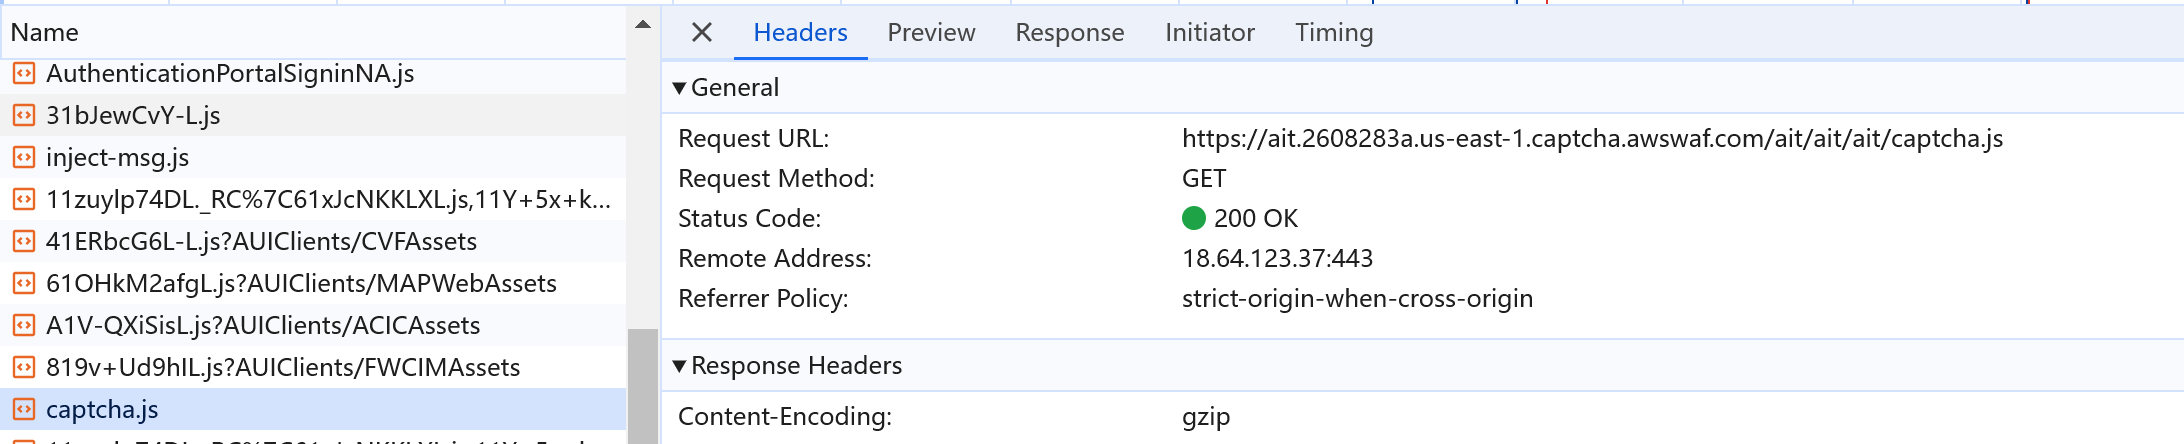 Name
AuthenticationPortalSigninNA.js
31bJewCvY-L.js
inject-msg.js
11zuylp74DL._RC%7C61xJcNKKLXL.js,11Y+5x+k...
41ERbcG6L-L.js?AUIClients/CVFAssets
61OHkM2afgL.js?AUIClients/MAPWebAssets
A1V-QXiSisL.js?AUIClients/ACICAssets
819v+Ud9hIL.js?AUIClients/FWCIMAssets
captcha.js
Headers Preview Response Initiator Timing
General
Request URL: https://ait.2608283a.us-east-1.captcha.awswaf.com/ait/ait/ait/captcha.js
Request Method: GET
Status Code: 200 OK
Remote Address: 18.64.123.37:443
Referrer Policy: strict-origin-when-cross-origin
Response Headers
Content-Encoding: gzip